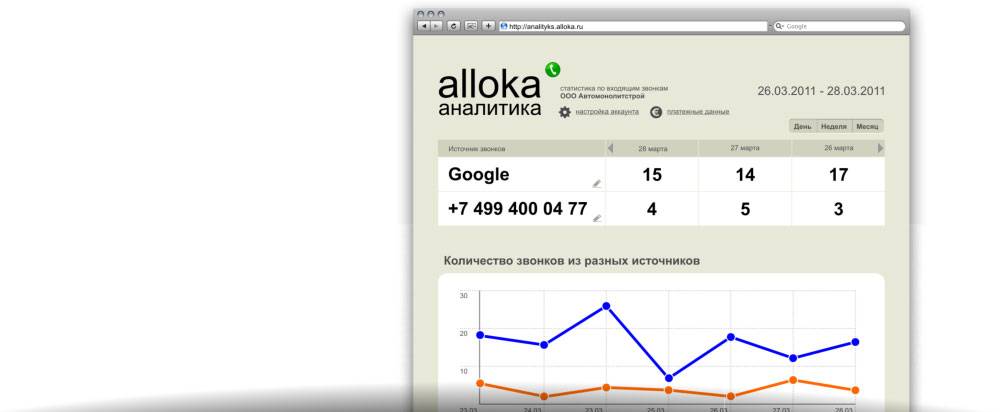 http://analityks.alloka.ru
Google
alloka
аналитика
статистика по входящим звонкам
ООО Автомонолитстрой
настройка аккаунта
платежные данные
26.03.2011 - 28.03.2011
День Неделя Месяц
Источник звонков 28 марта 27 марта 26 марта
Google 15 14 17
+7 499 400 04 77 4 5 3
Количество звонков из разных источников
30
20
10
23.03 24.03 23.03 25.03 26.03 27.03 28.03